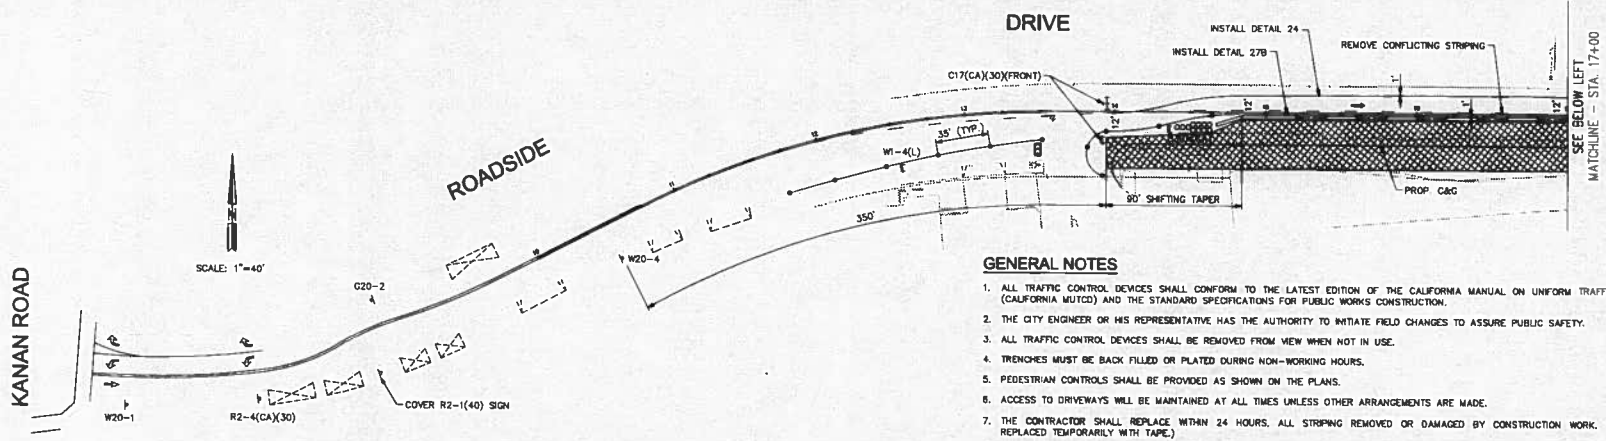 DRIVE
INSTALL DETAIL 24
INSTALL DETAIL 27B
REMOVE CONFLICTING STRIPING
C17(CA)(30)(FRONT)
SEE BELOW LEFT
MATCHLINE - STA. 17+00
1'
12'
12'
1'
12'
35' (TYP.)
W1-4(L)
ROADSIDE
PROP. C&G
90' SHIFTING TAPER
350'
W20-4
SCALE: 1"=40'
G20-2
KANAN ROAD
W20-1
R2-4(CA)(30)
COVER R2-1(40) SIGN
10
11
12
13
GENERAL NOTES
1. ALL TRAFFIC CONTROL DEVICES SHALL CONFORM TO THE LATEST EDITION OF THE CALIFORNIA MANUAL ON UNIFORM TRAFF
(CALIFORNIA MUTCD) AND THE STANDARD SPECIFICATIONS FOR PUBLIC WORKS CONSTRUCTION.
2. THE CITY ENGINEER OR HIS REPRESENTATIVE HAS THE AUTHORITY TO INITIATE FIELD CHANGES TO ASSURE PUBLIC SAFETY.
3. ALL TRAFFIC CONTROL DEVICES SHALL BE REMOVED FROM VIEW WHEN NOT IN USE.
4. TRENCHES MUST BE BACK FILLED OR PLATED DURING NON-WORKING HOURS.
5. PEDESTRIAN CONTROLS SHALL BE PROVIDED AS SHOWN ON THE PLANS.
6. ACCESS TO DRIVEWAYS WILL BE MAINTAINED AT ALL TIMES UNLESS OTHER ARRANGEMENTS ARE MADE.
7. THE CONTRACTOR SHALL REPLACE WITHIN 24 HOURS, ALL STRIPING REMOVED OR DAMAGED BY CONSTRUCTION WORK.
REPLACED TEMPORARILY WITH TAPE.)